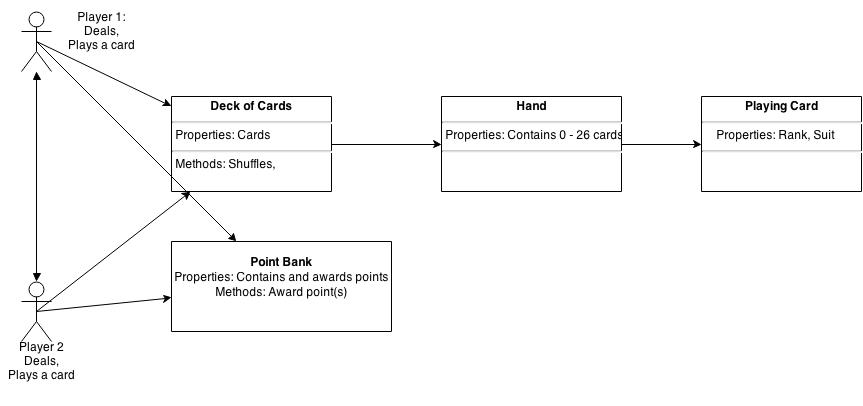 Player 1:
Deals,
Plays a card
Deck of Cards
Properties: Cards
Methods: Shuffles,
Hand
Properties: Contains 0 - 26 cards
Playing Card
Properties: Rank, Suit
Point Bank
Properties: Contains and awards points
Methods: Award point(s)
Player 2
Deals,
Plays a card